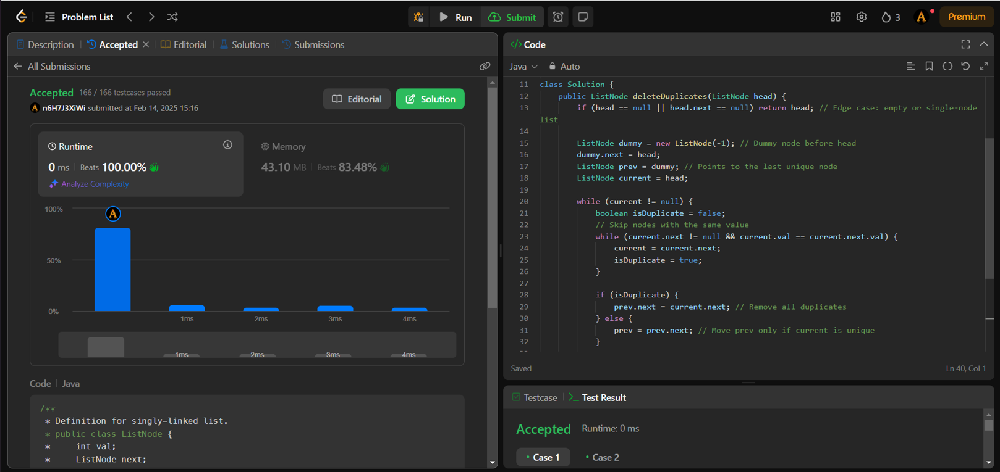 Problem List
Run
Submit
3
Premium
Description
Accepted
Editorial
Solutions
Submissions
All Submissions
Accepted 166 / 166 testcases passed
n6H7J3XiWi submitted at Feb 14, 2025 15:16
Editorial
Solution
Runtime
0 ms Beats 100.00%
Analyze Complexity
Memory
43.10 MB Beats 83.48%
100%
50%
0%
1ms 2ms 3ms 4ms
1ms 2ms 3ms 4ms
Code Java
/**
* Definition for singly-linked list.
* public class ListNode {
*     int val;
*     ListNode next;
</> Code
Java Auto
11 class Solution {
12     public ListNode deleteDuplicates(ListNode head) {
13         if (head == null || head.next == null) return head; // Edge case: empty or single-node
list
14
15         ListNode dummy = new ListNode(-1); // Dummy node before head
16         dummy.next = head;
17         ListNode prev = dummy; // Points to the last unique node
18         ListNode current = head;
19
20         while (current != null) {
21             boolean isDuplicate = false;
22             // Skip nodes with the same value
23             while (current.next != null && current.val == current.next.val) {
24                 current = current.next;
25                 isDuplicate = true;
26             }
27
28             if (isDuplicate) {
29                 prev.next = current.next; // Remove all duplicates
30             } else {
31                 prev = prev.next; // Move prev only if current is unique
32             }
Saved
Ln 40, Col 1
Testcase
>_ Test Result
Accepted Runtime: 0 ms
• Case 1
• Case 2